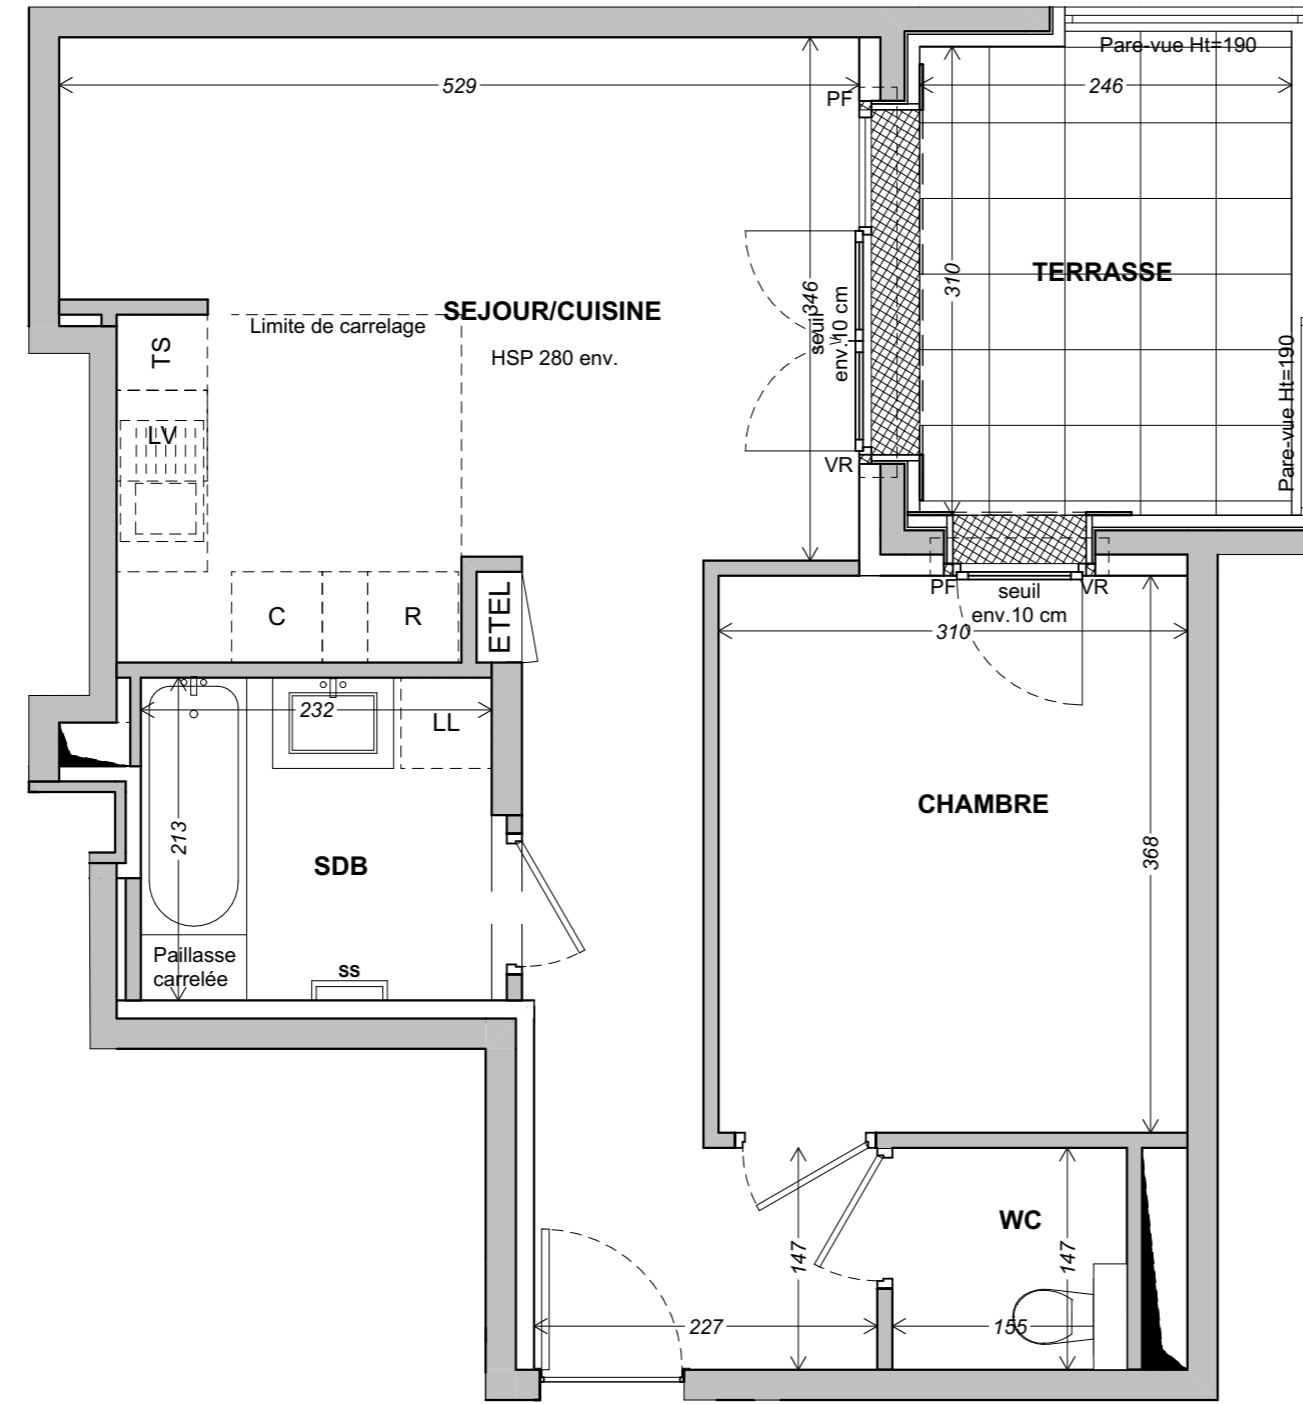 Pare-vue Ht=190
529
246
PF
SEJOUR/CUISINE
Limite de carrelage
HSP 280 env.
346
seuil
env.10 cm
310
TERRASSE
Pare-vue Ht=190
TS
LV
VR
C
R
ETEL
PF
VR
seuil
env.10 cm
310
232
LL
213
SDB
CHAMBRE
368
Paillasse
carrelée
ss
WC
147
147
227
155